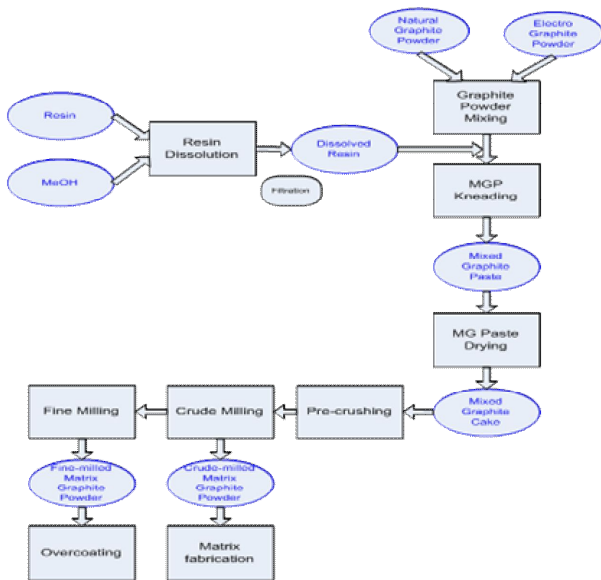 Natural
Graphite
Powder
Electro
Graphite
Powder
Graphite
Powder
Mixing
Resin
Resin
Dissolution
Dissolved
Resin
MeOH
Filtration
MGP
Kneading
Mixed
Graphite
Paste
MG Paste
Drying
Mixed
Graphite
Cake
Pre-crushing
Crude Milling
Fine Milling
Fine-milled
Matrix
Graphite
Powder
Crude-milled
Matrix
Graphite
Powder
Overcoating
Matrix
fabrication